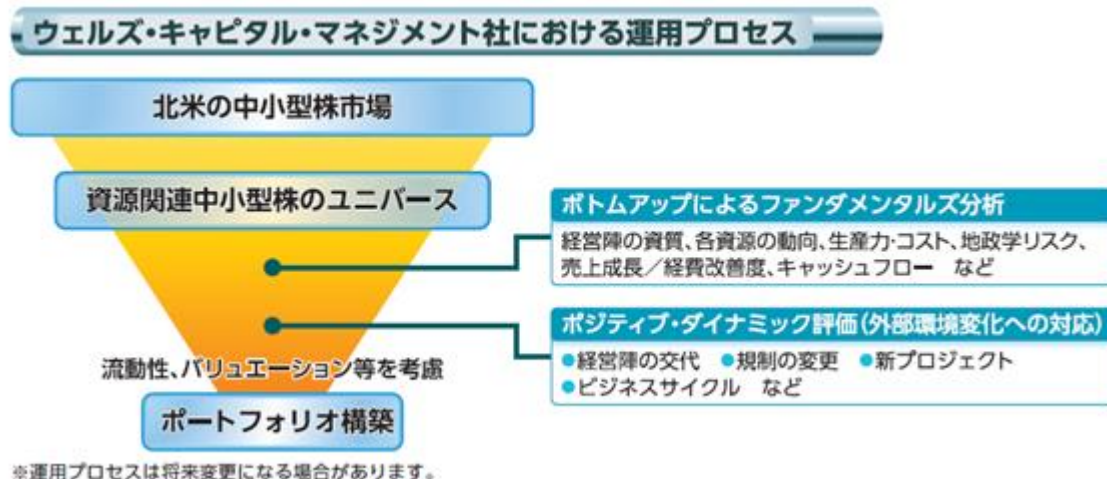 ウェルズ・キャピタル・マネジメント社における運用プロセス
北米の中小型株市場
資源関連中小型株のユニバース
ボトムアップによるファンダメンタルズ分析
経営陣の資質、各資源の動向、生産力・コスト、地政学リスク、
売上成長／経費改善度、キャッシュフロー　など
ポジティブ・ダイナミック評価(外部環境変化への対応)
●経営陣の交代　●規制の変更　●新プロジェクト
●ビジネスサイクル　など
流動性、バリュエーション等を考慮
ポートフォリオ構築
※運用プロセスは将来変更になる場合があります。